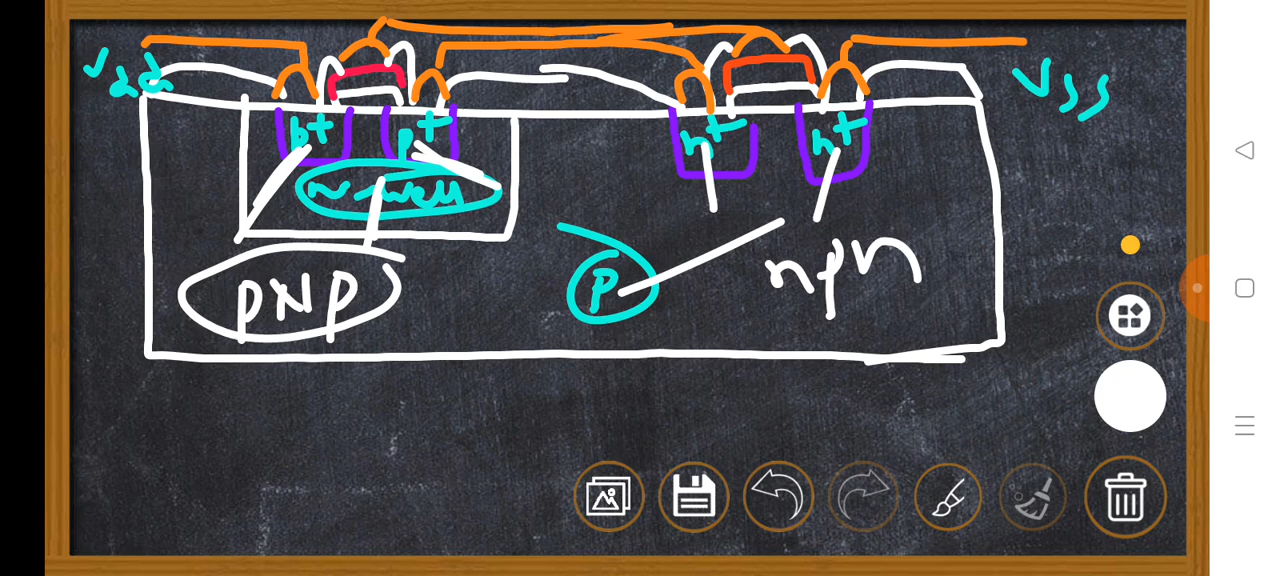 Vdd
Vss
p+ p+ n+ n+
n-well
PNP
P
npn